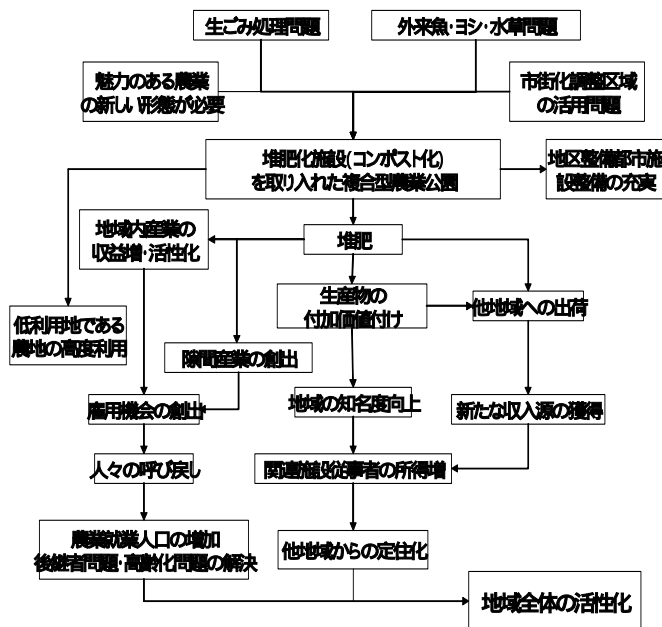 生ごみ処理問題
外来魚・ヨシ・水草問題
魅力のある農業
の新しい形態が必要
市街化調整区域
の活用問題
堆肥化施設(コンポスト化)
を取り入れた複合型農業公園
地区整備都市施
設整備の充実
地域内産業の
収益増・活性化
堆肥
生産物の
付加価値付け
他地域への出荷
低利用地である
農地の高度利用
隙間産業の創出
雇用機会の創出
地域の知名度向上
新たな収入源の獲得
人々の呼び戻し
関連施設従事者の所得増
農業就業人口の増加
後継者問題・高齢化問題の解決
他地域からの定住化
地域全体の活性化